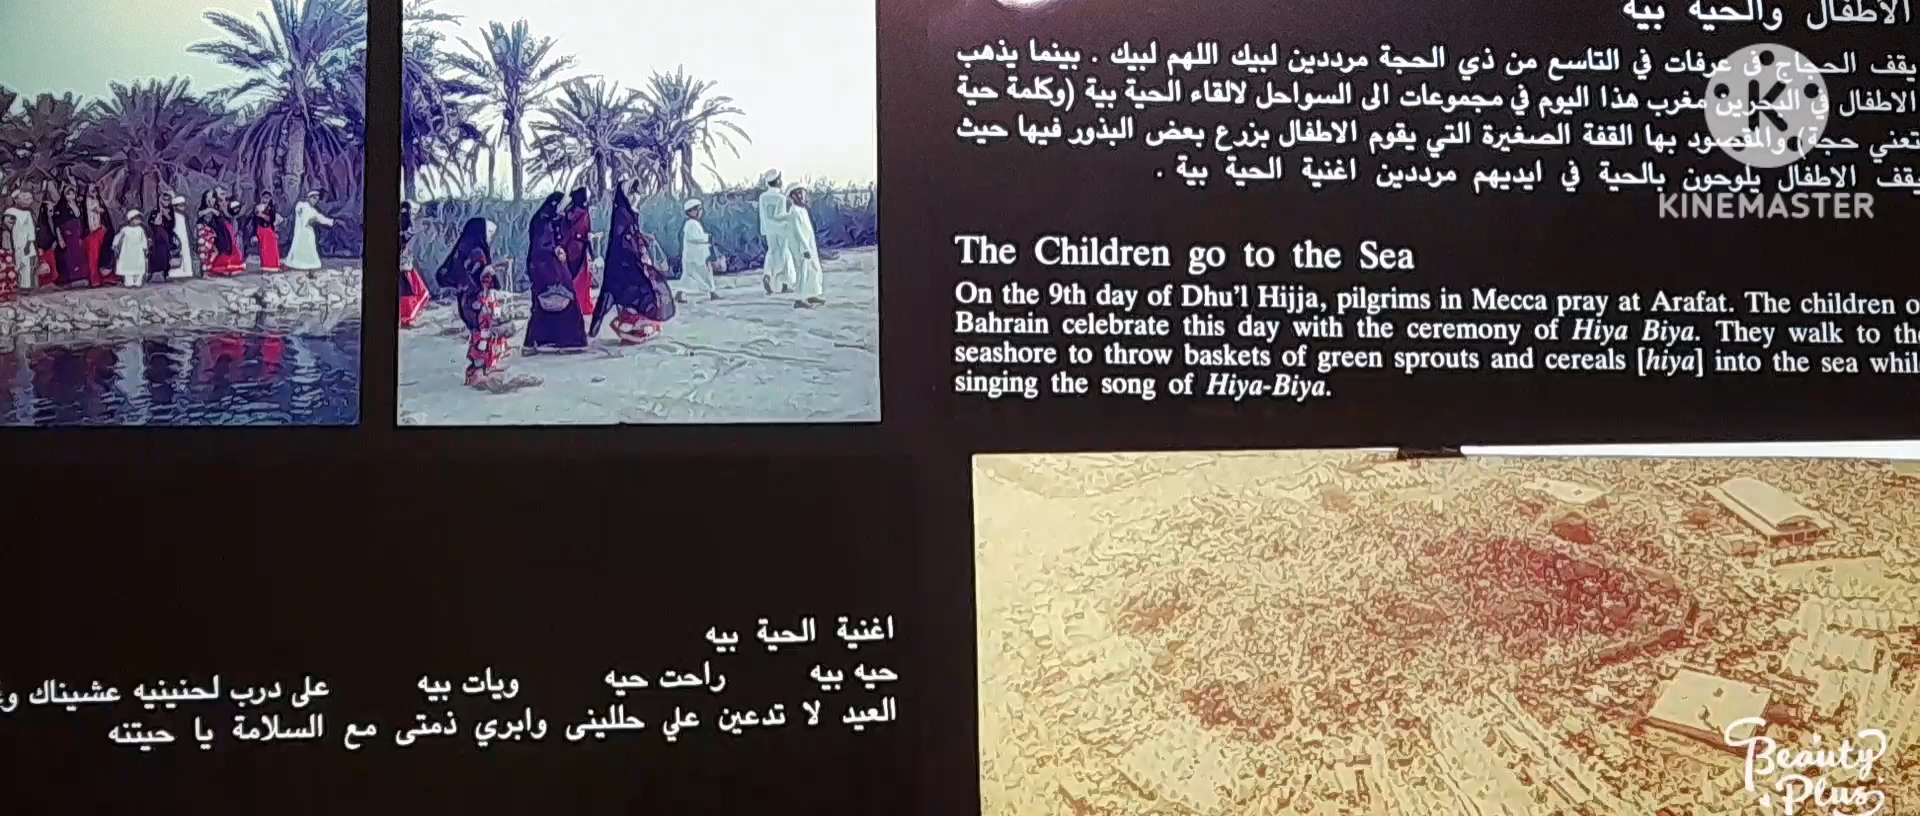 الاطفال والحية بيه
يقف الحجاج في عرفات في التاسع من ذي الحجة مرددين لبيك اللهم لبيك . بينما يذهب
الاطفال في البحرين مغرب هذا اليوم في مجموعات الى السواحل لالقاء الحية بية (وكلمة حية
تعني حجة) والمقصود بها القفة الصغيرة التي يقوم الاطفال بزرع بعض البذور فيها حيث
يقف الاطفال يلوحون بالحية في ايديهم مرددين اغنية الحية بية .
KINEMASTER
The Children go to the Sea
On the 9th day of Dhu'l Hijja, pilgrims in Mecca pray at Arafat. The children o
Bahrain celebrate this day with the ceremony of Hiya Biya. They walk to the
seashore to throw baskets of green sprouts and cereals [hiya] into the sea whil
singing the song of Hiya-Biya.
اغنية الحية بيه
حيه بيه راحت حيه ويات بيه على درب لحنينيه عشيناك
العيد لا تدعين علي حلليني وابري ذمتي مع السلامة يا حيتنه
Beauty
Plus